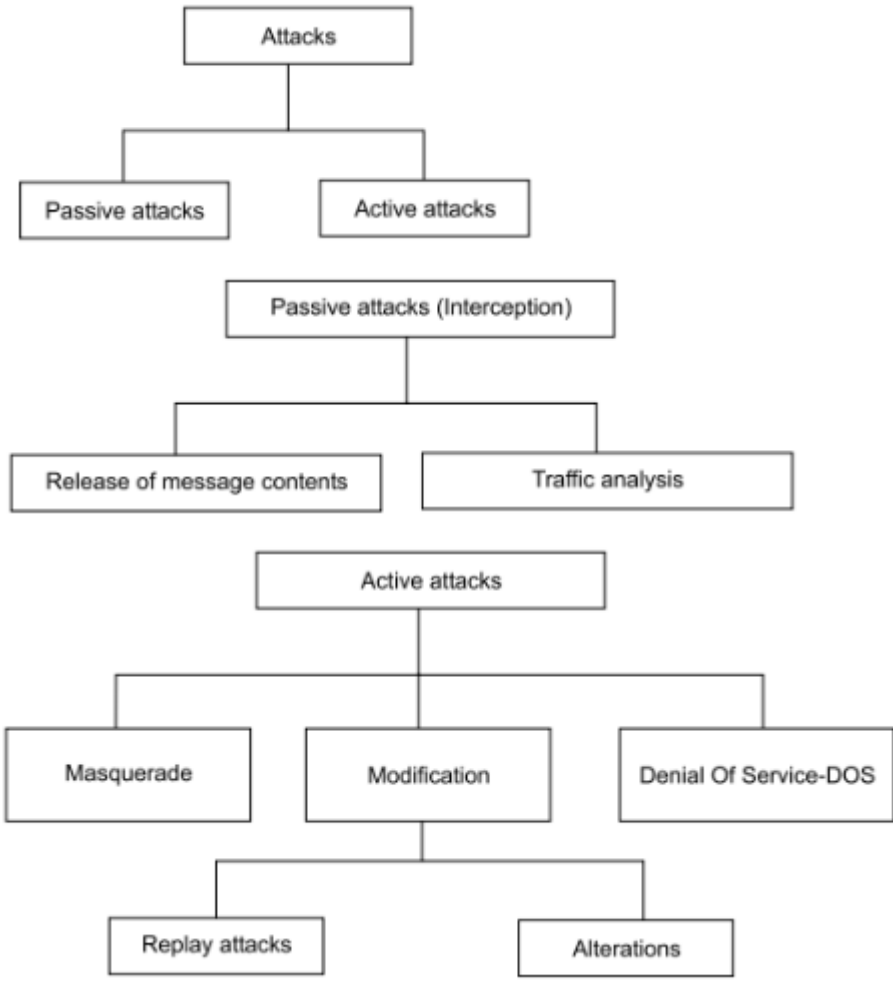 Attacks
Passive attacks
Active attacks
Passive attacks (Interception)
Release of message contents
Traffic analysis
Active attacks
Masquerade
Modification
Denial Of Service-DOS
Replay attacks
Alterations